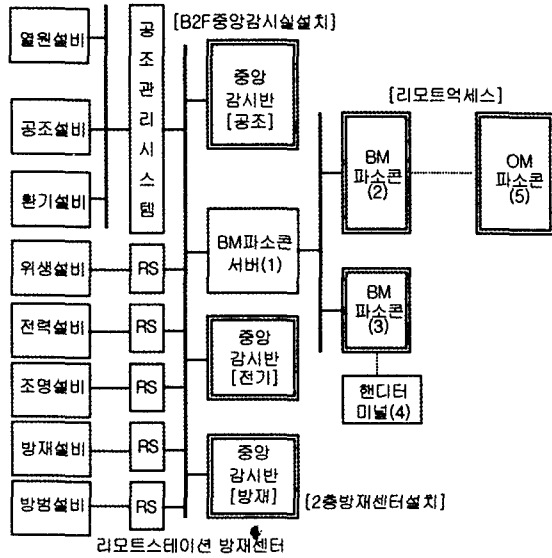 열원설비
공조설비
환기설비
위생설비
전력설비
조명설비
방재설비
방범설비
공
조
관
리
시
스
템
RS
RS
RS
RS
RS
[B2F중앙감시실설치]
중앙
감시반
[공조]
BM파소콘
서버(1)
중앙
감시반
[전기]
중앙
감시반
[방재]
[2층방재센터설치]
리모트스테이션 방재센터
[리모트억세스]
BM
파소콘
(2)
OM
파소콘
(5)
BM
파소콘
(3)
핸디터
미널(4)